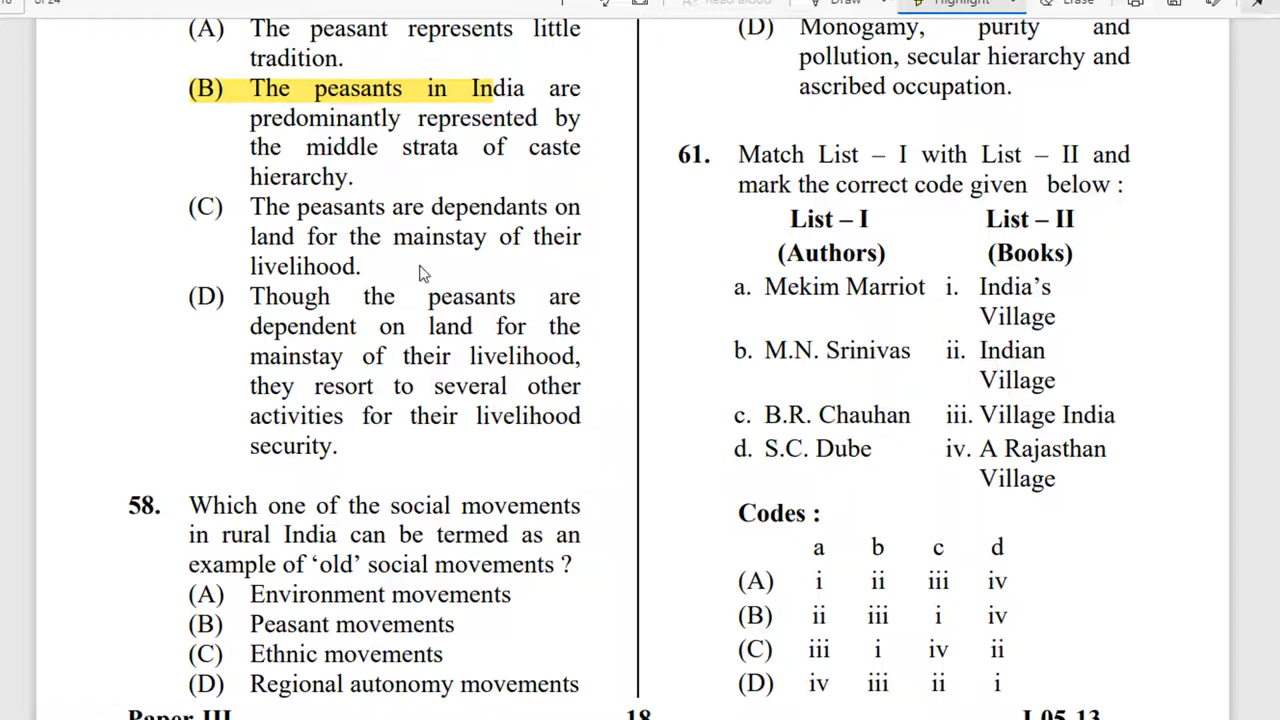 Draw
Highlight
Erase
(A) The peasant represents little
tradition.
(B) The peasants in India are
predominantly represented by
the middle strata of caste
hierarchy.
(C) The peasants are dependants on
land for the mainstay of their
livelihood.
(D) Though the peasants are
dependent on land for the
mainstay of their livelihood,
they resort to several other
activities for their livelihood
security.
58. Which one of the social movements
in rural India can be termed as an
example of ‘old’ social movements ?
(A) Environment movements
(B) Peasant movements
(C) Ethnic movements
(D) Regional autonomy movements
(D) Monogamy, purity and
pollution, secular hierarchy and
ascribed occupation.
61. Match List – I with List – II and
mark the correct code given below :
List – I List – II
(Authors) (Books)
a. Mekim Marriot i. India’s
Village
b. M.N. Srinivas ii. Indian
Village
c. B.R. Chauhan iii. Village India
d. S.C. Dube iv. A Rajasthan
Village
Codes :
a b c d
(A) i ii iii iv
(B) ii iii i iv
(C) iii i iv ii
(D) iv iii ii i
Paper-III 18 J-05-13